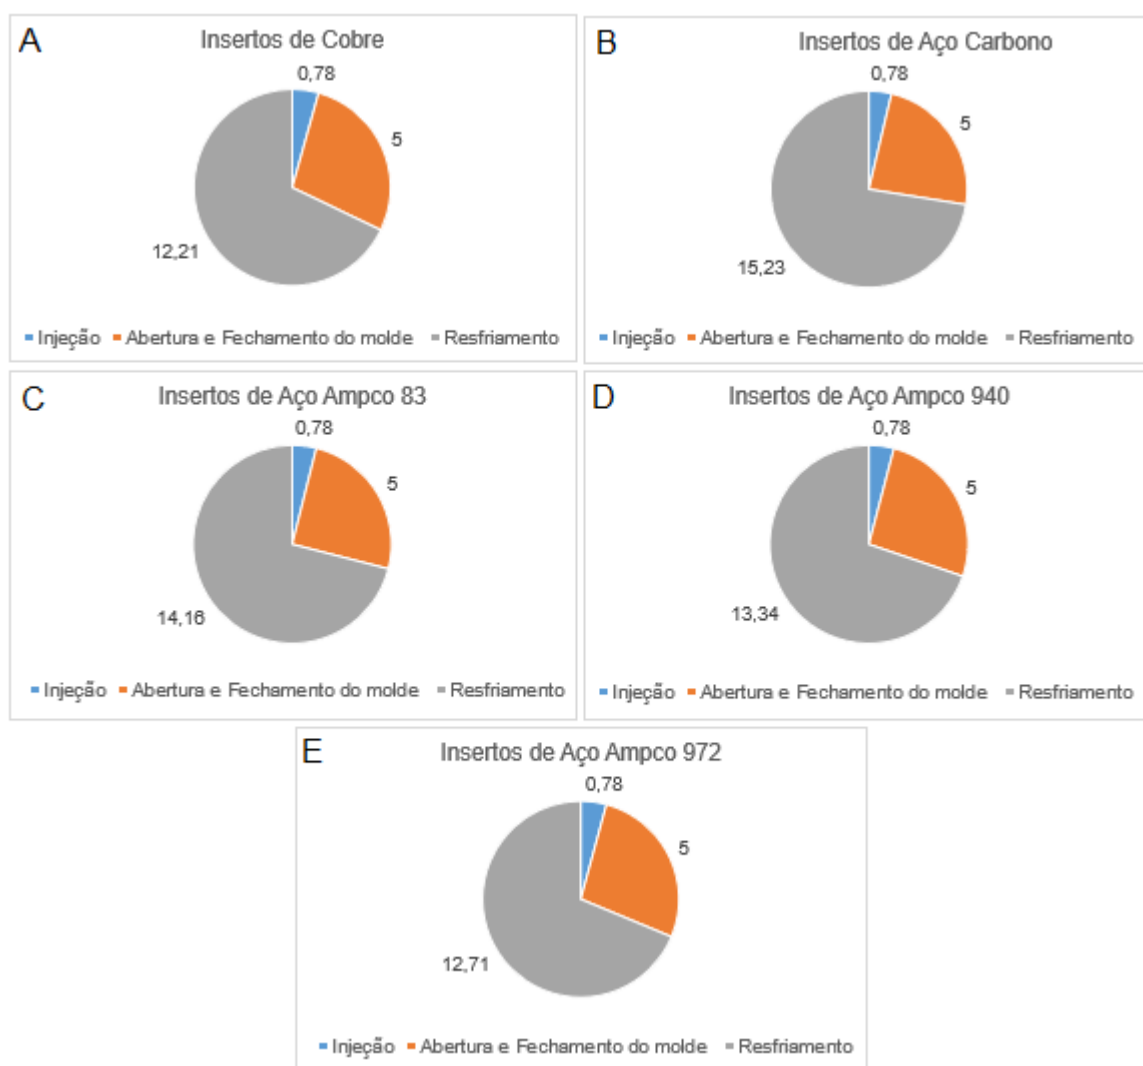 A
Insertos de Cobre
0,78
5
12,21
Injeção Abertura e Fechamento do molde Resfriamento
B
Insertos de Aço Carbono
0,78
5
15,23
Injeção Abertura e Fechamento do molde Resfriamento
C
Insertos de Aço Ampco 83
0,78
5
14,16
Injeção Abertura e Fechamento do molde Resfriamento
D
Insertos de Aço Ampco 940
0,78
5
13,34
Injeção Abertura e Fechamento do molde Resfriamento
E
Insertos de Aço Ampco 972
0,78
5
12,71
Injeção Abertura e Fechamento do molde Resfriamento